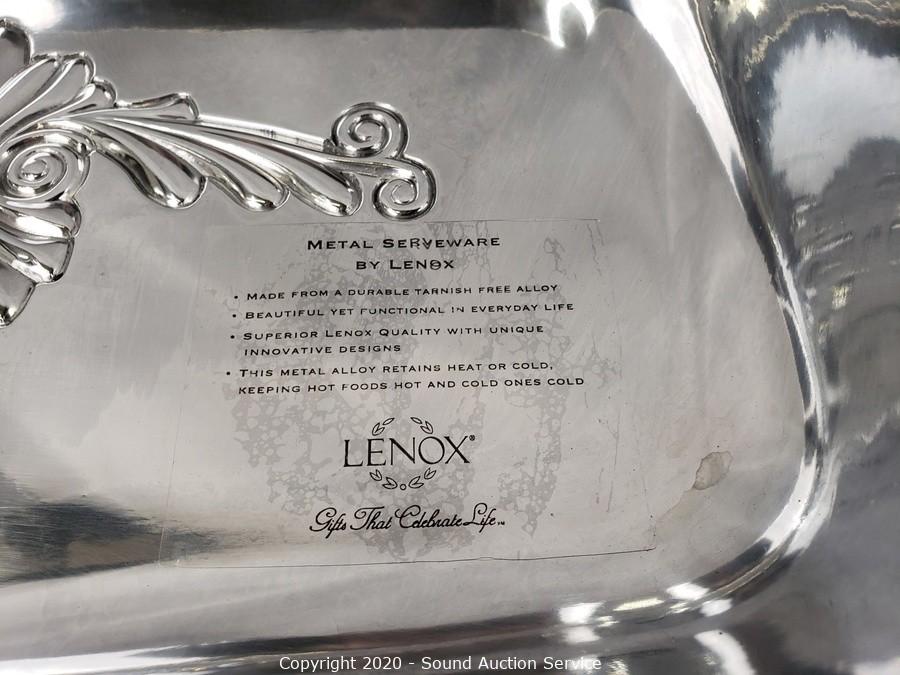 METAL SERVEWARE
BY LENOX
• MADE FROM A DURABLE TARNISH FREE ALLOY
• BEAUTIFUL YET FUNCTIONAL IN EVERYDAY LIFE
• SUPERIOR LENOX QUALITY WITH UNIQUE
INNOVATIVE DESIGNS
• THIS METAL ALLOY RETAINS HEAT OR COLD,
KEEPING HOT FOODS HOT AND COLD ONES COLD
LENOX®
Gifts That Celebrate Life™
Copyright 2020 - Sound Auction Service